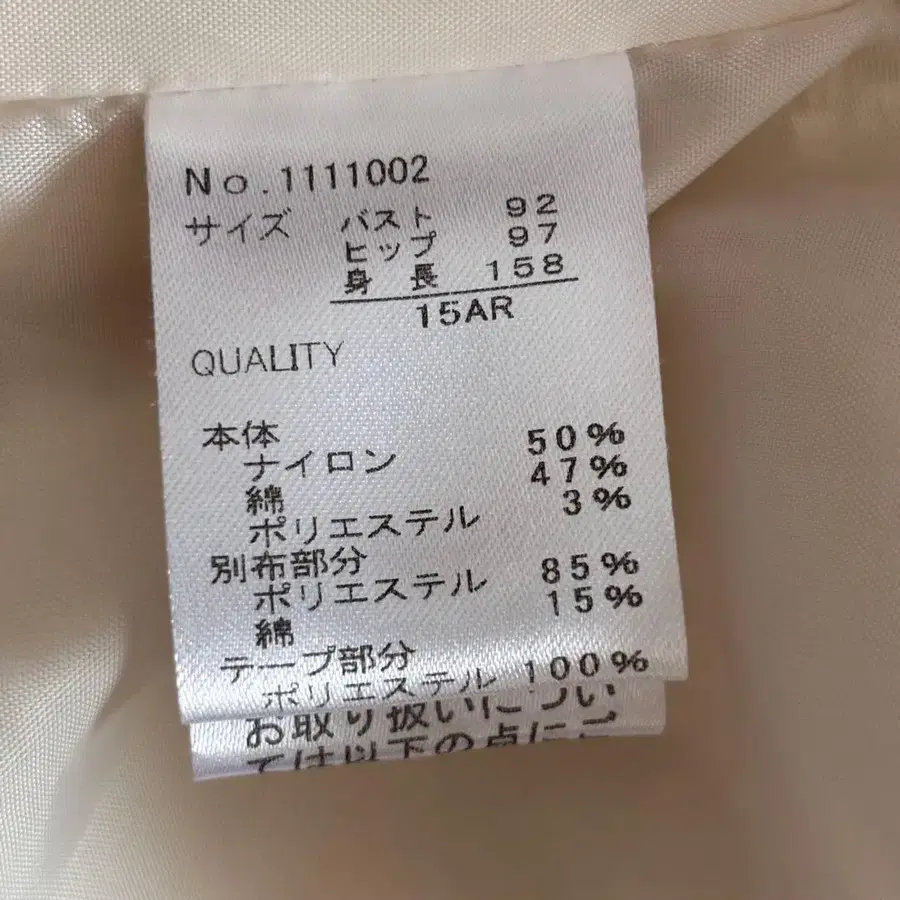 No.1111002
サイズ バスト 92
ヒップ 97
身 長 158
15AR
QUALITY
本体
ナイロン 50%
綿 47%
ポリエステル 3%
別布部分
ポリエステル 85%
綿 15%
テープ部分
ポリエステル 100%
お取り扱いについ
ては以下の点にご